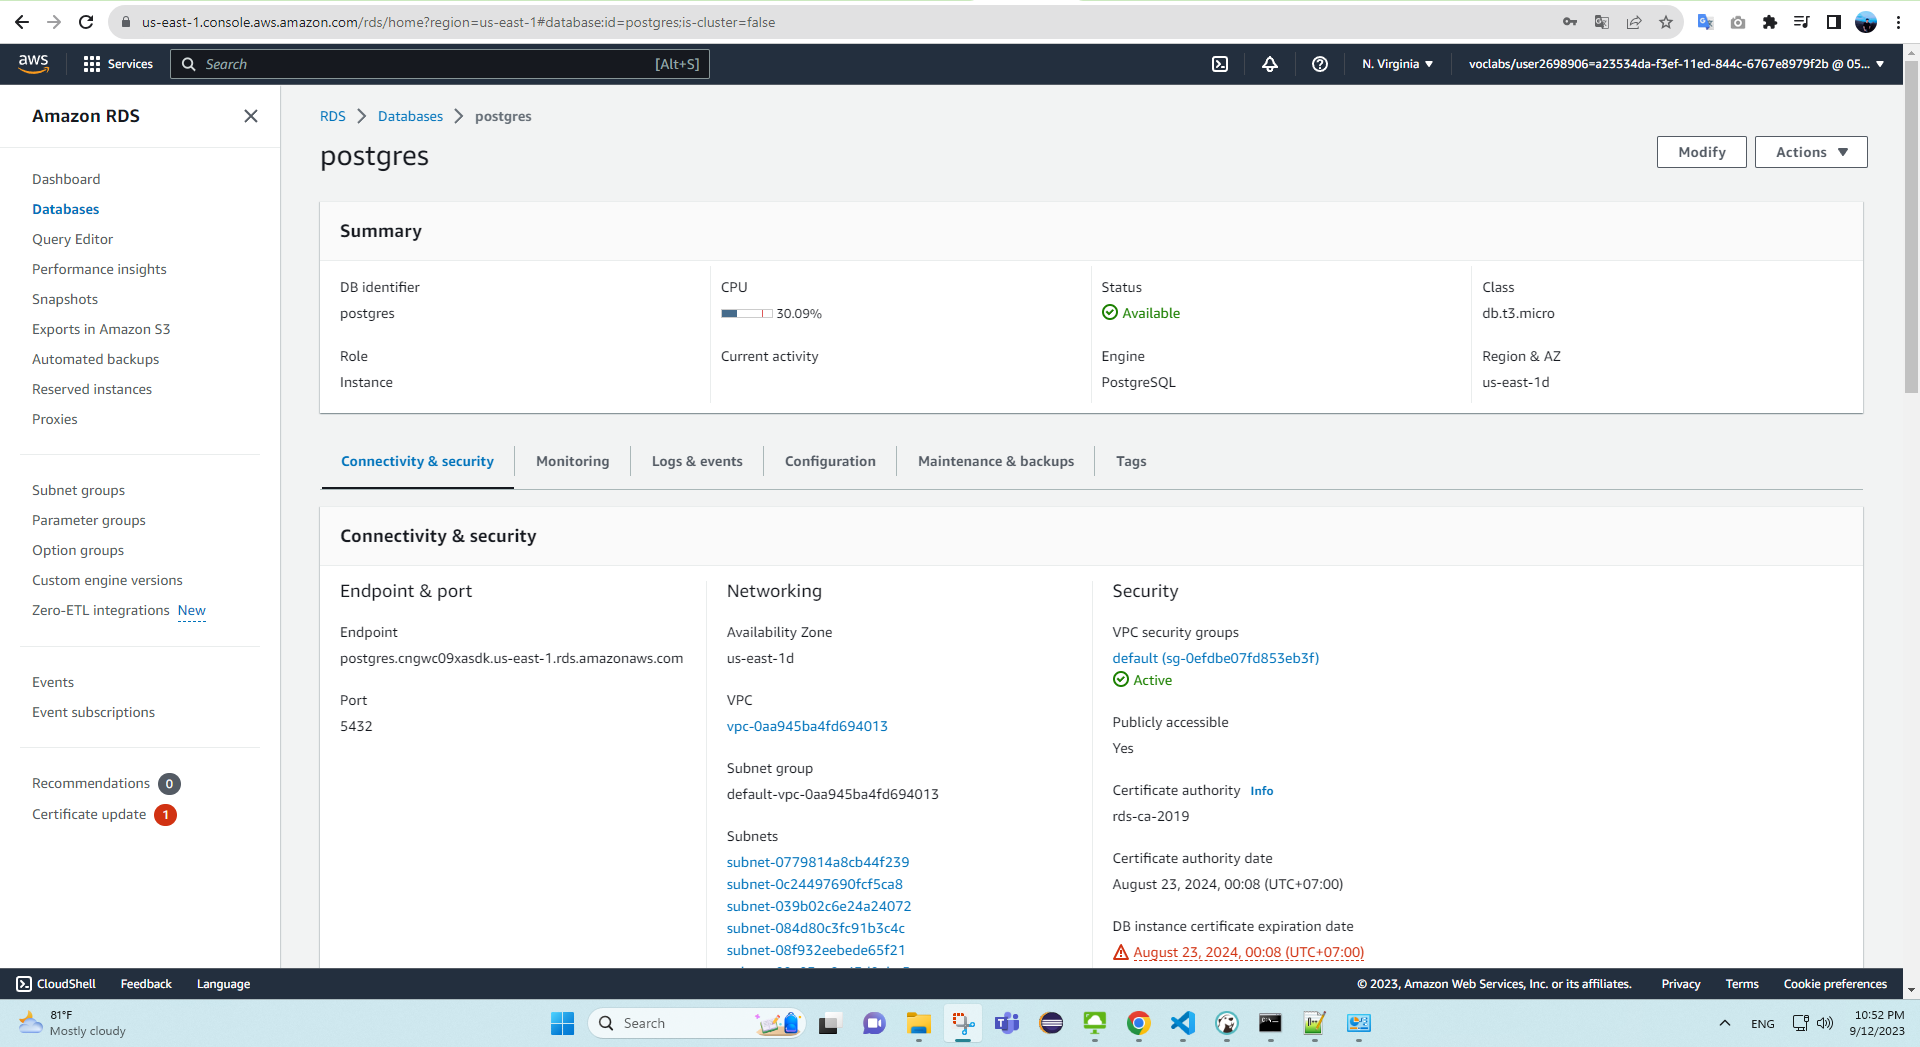 us-east-1.console.aws.amazon.com/rds/home?region=us-east-1#database:id=postgres;is-cluster=false
aws
Services
Search
[Alt+S]
N. Virginia
voclabs/user2698906=a23534da-f3ef-11ed-844c-6767e8979f2b @ 05...
Amazon RDS
Dashboard
Databases
Query Editor
Performance insights
Snapshots
Exports in Amazon S3
Automated backups
Reserved instances
Proxies
Subnet groups
Parameter groups
Option groups
Custom engine versions
Zero-ETL integrations New
Events
Event subscriptions
Recommendations 0
Certificate update 1
RDS > Databases > postgres
postgres
Modify
Actions
Summary
DB identifier
postgres
CPU
30.09%
Status
Available
Class
db.t3.micro
Role
Instance
Current activity
Engine
PostgreSQL
Region & AZ
us-east-1d
Connectivity & security
Monitoring
Logs & events
Configuration
Maintenance & backups
Tags
Connectivity & security
Endpoint & port
Endpoint
postgres.cngwc09xasdk.us-east-1.rds.amazonaws.com
Port
5432
Networking
Availability Zone
us-east-1d
VPC
vpc-0aa945ba4fd694013
Subnet group
default-vpc-0aa945ba4fd694013
Subnets
subnet-0779814a8cb44f239
subnet-0c24497690fcf5ca8
subnet-039b02c6e24a24072
subnet-084d80c3fc91b3c4c
subnet-08f932eebede65f21
Security
VPC security groups
default (sg-0efdbe07fd853eb3f)
Active
Publicly accessible
Yes
Certificate authority Info
rds-ca-2019
Certificate authority date
August 23, 2024, 00:08 (UTC+07:00)
DB instance certificate expiration date
August 23, 2024, 00:08 (UTC+07:00)
CloudShell
Feedback
Language
© 2023, Amazon Web Services, Inc. or its affiliates.
Privacy
Terms
Cookie preferences
81°F
Mostly cloudy
Search
ENG
10:52 PM
9/12/2023